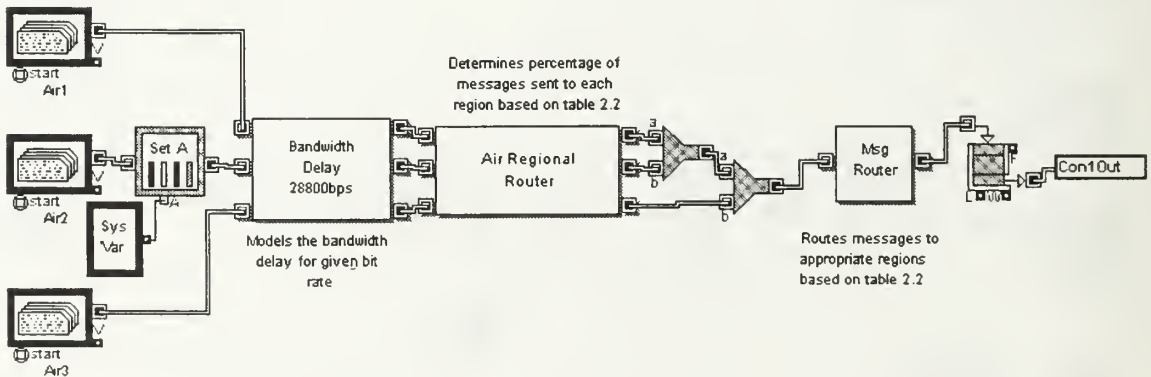 start
V
Air1
Determines percentage of
messages sent to each
region based on table 2.2
start
V
Air2
Set A
A
Sys
Var
Bandwidth
Delay
28800bps
Models the bandwidth
delay for given bit
rate
start
V
Air3
Air Regional
Router
a
b
a
b
Msg
Router
Routes messages to
appropriate regions
based on table 2.2
F
L
Con1Out